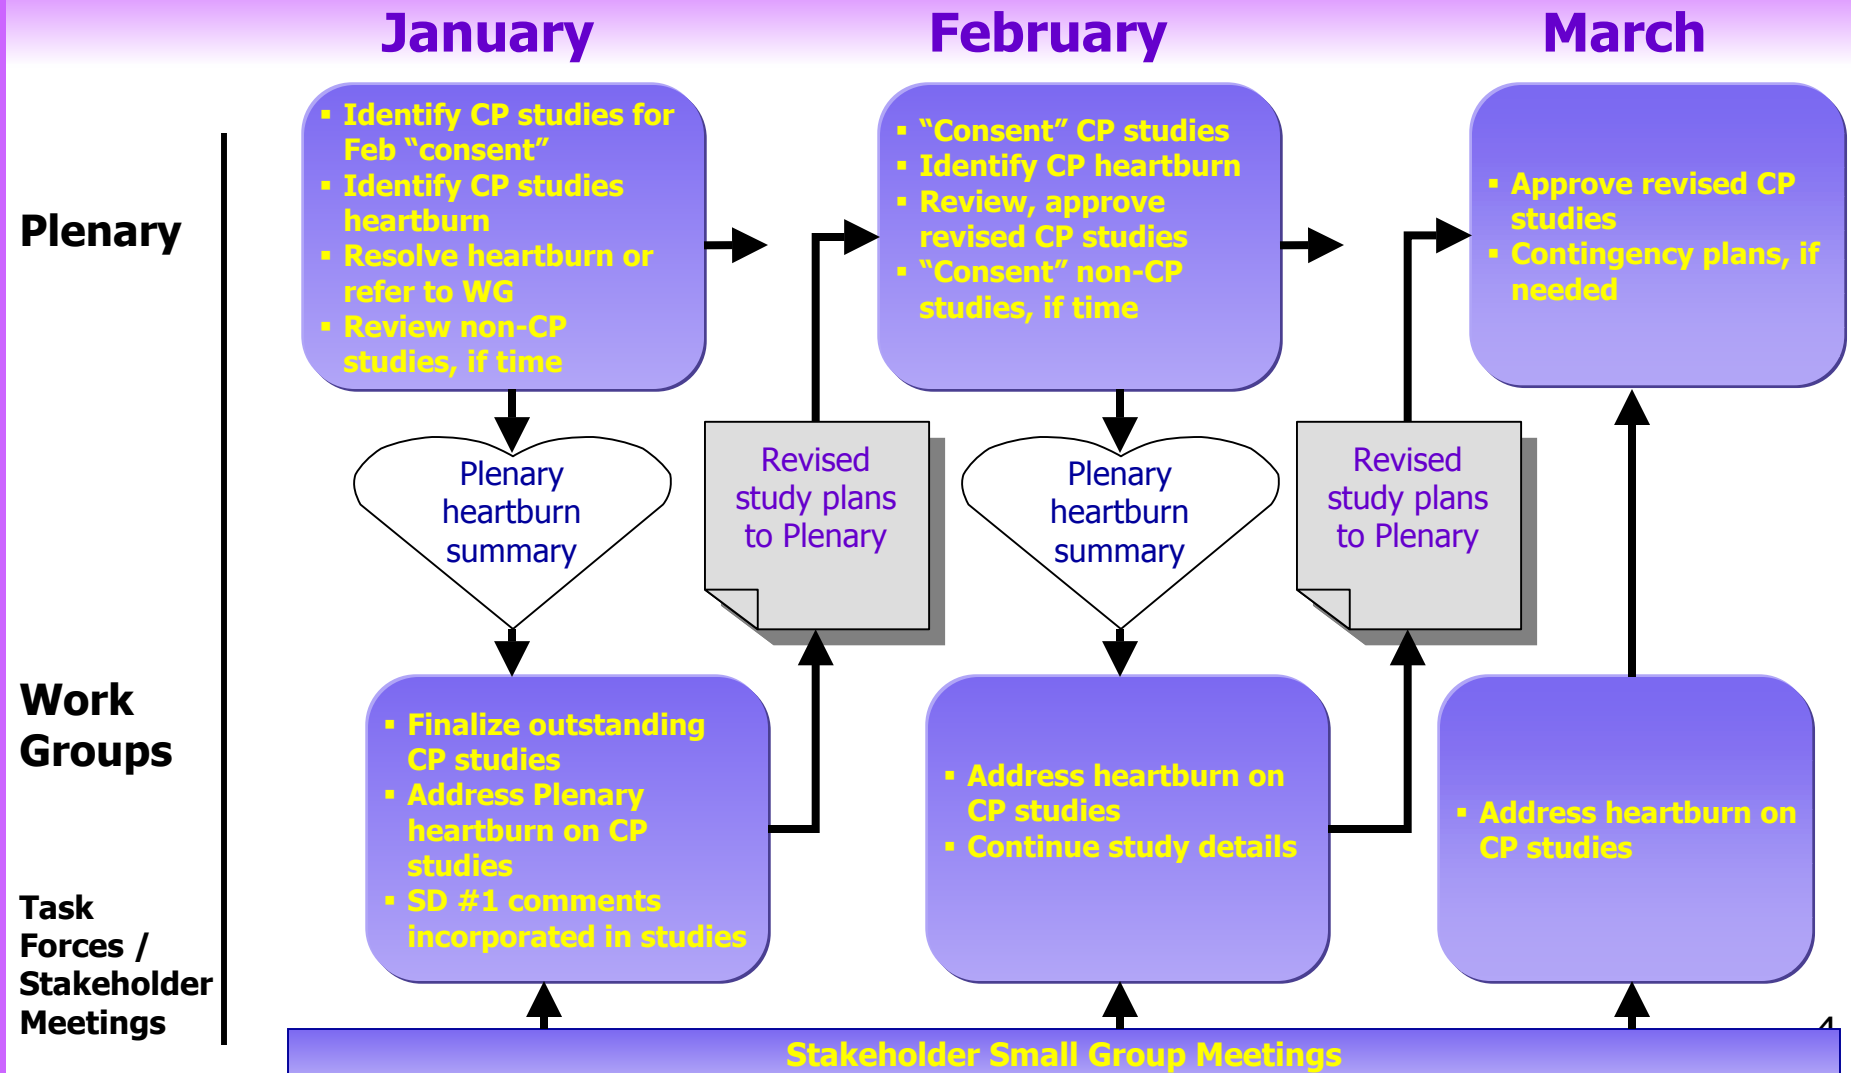 January
February
March
Plenary
▪ Identify CP studies for
Feb “consent”
▪ Identify CP studies
heartburn
▪ Resolve heartburn or
refer to WG
▪ Review non-CP
studies, if time
▪ “Consent” CP studies
▪ Identify CP heartburn
▪ Review, approve
revised CP studies
▪ “Consent” non-CP
studies, if time
▪ Approve revised CP
studies
▪ Contingency plans, if
needed
Plenary
heartburn
summary
Revised
study plans
to Plenary
Plenary
heartburn
summary
Revised
study plans
to Plenary
Work
Groups
▪ Finalize outstanding
CP studies
▪ Address Plenary
heartburn on CP
studies
▪ SD #1 comments
incorporated in studies
▪ Address heartburn on
CP studies
▪ Continue study details
▪ Address heartburn on
CP studies
Task
Forces /
Stakeholder
Meetings
4
Stakeholder Small Group Meetings